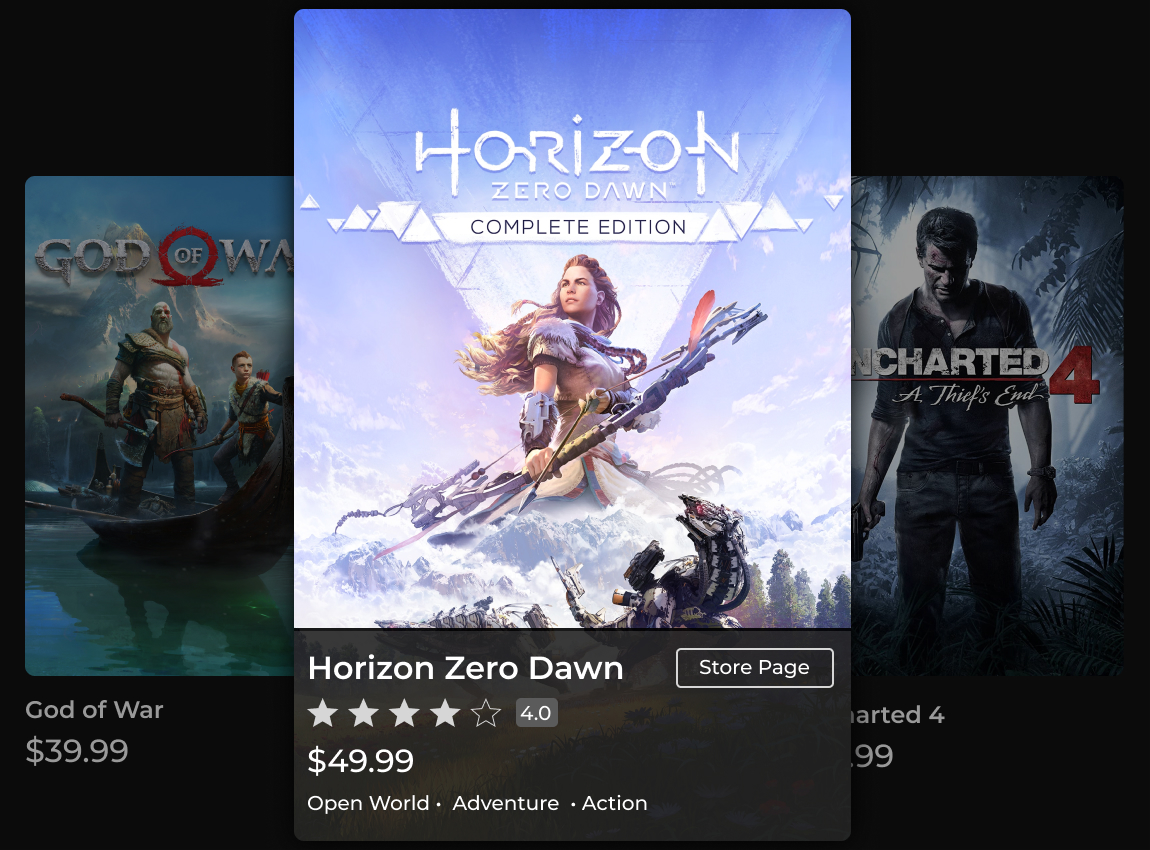 HORIZON
ZERO DAWN™
COMPLETE EDITION
GOD OF WA
NCHARTED 4
A Thief's End
Horizon Zero Dawn
Store Page
4.0
$49.99
Open World • Adventure • Action
God of War
$39.99
harted 4
.99